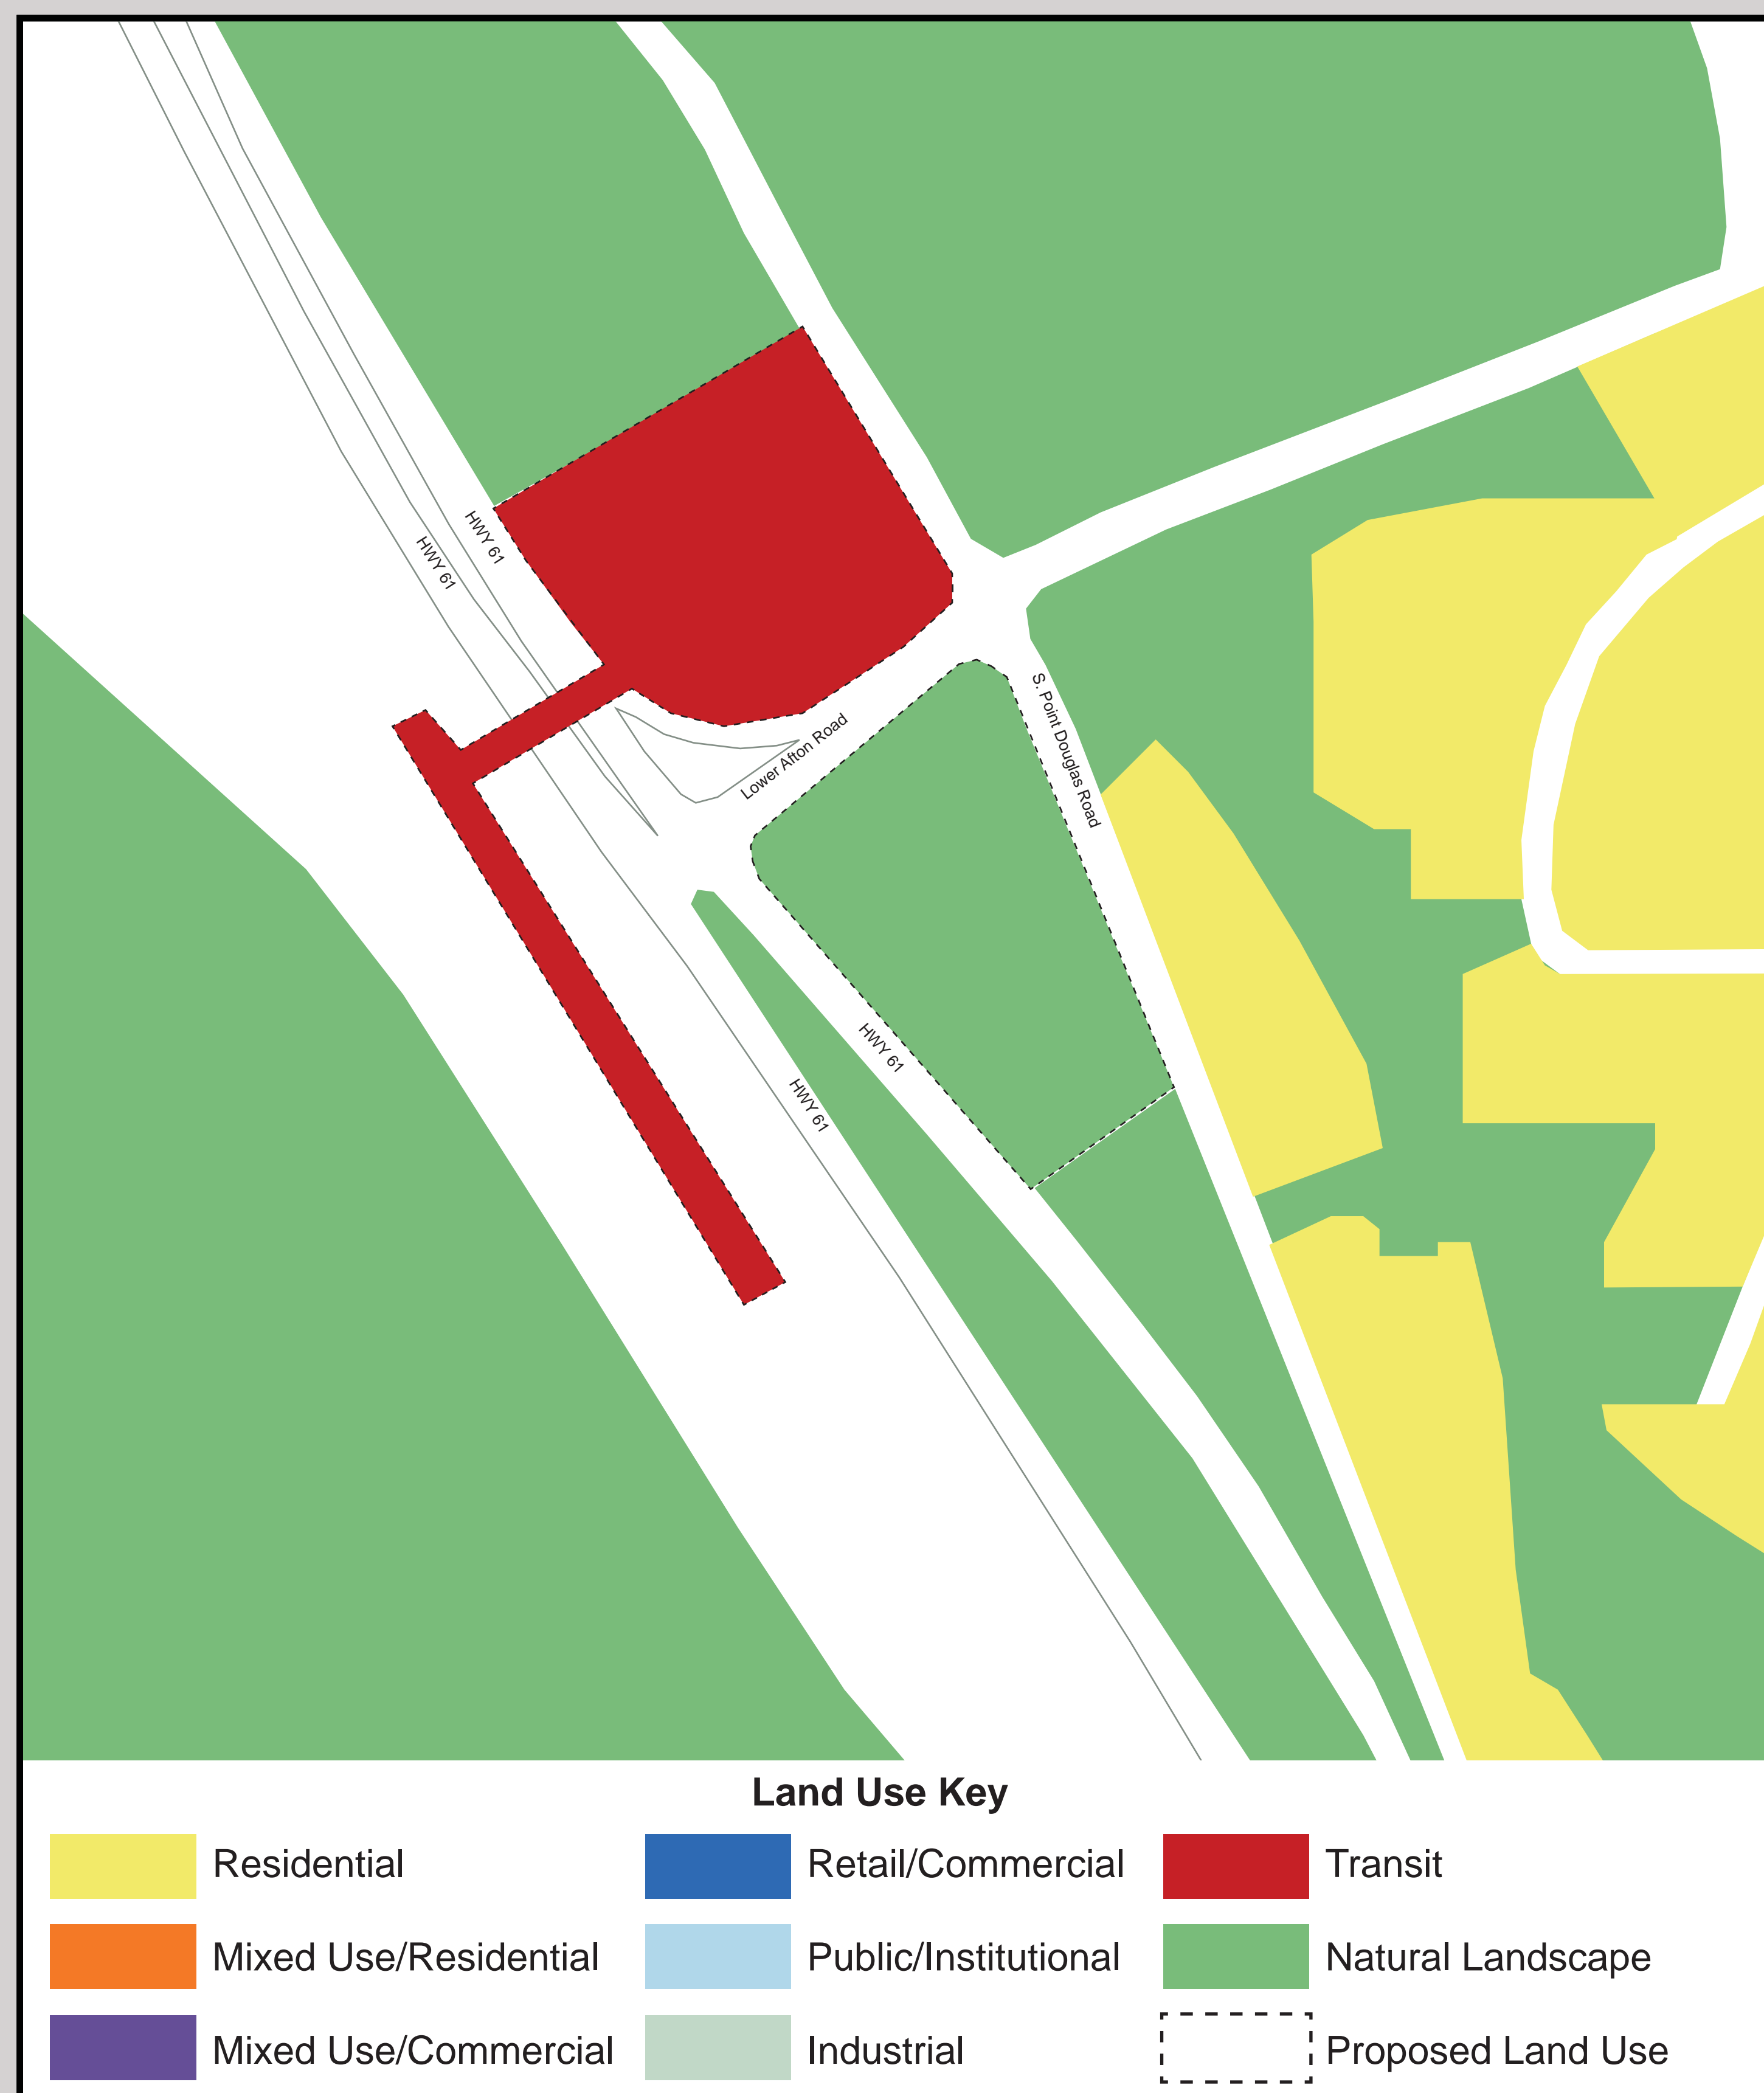 HWY 61
HWY 61
S. Point Douglas Road
Lower Afton Road
HWY 61
HWY 61
Land Use Key
Residential
Retail/Commercial
Transit
Mixed Use/Residential
Public/Institutional
Natural Landscape
Mixed Use/Commercial
Industrial
Proposed Land Use